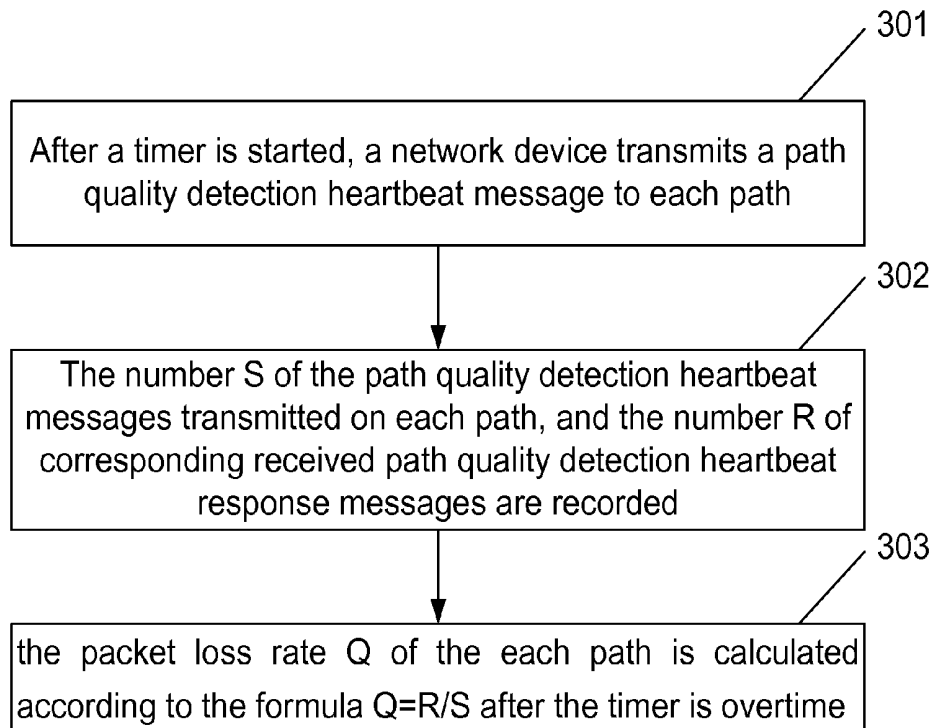 301
After a timer is started, a network device transmits a path
quality detection heartbeat message to each path
302
The number S of the path quality detection heartbeat
messages transmitted on each path, and the number R of
corresponding received path quality detection heartbeat
response messages are recorded
303
the packet loss rate Q of the each path is calculated
according to the formula Q=R/S after the timer is overtime